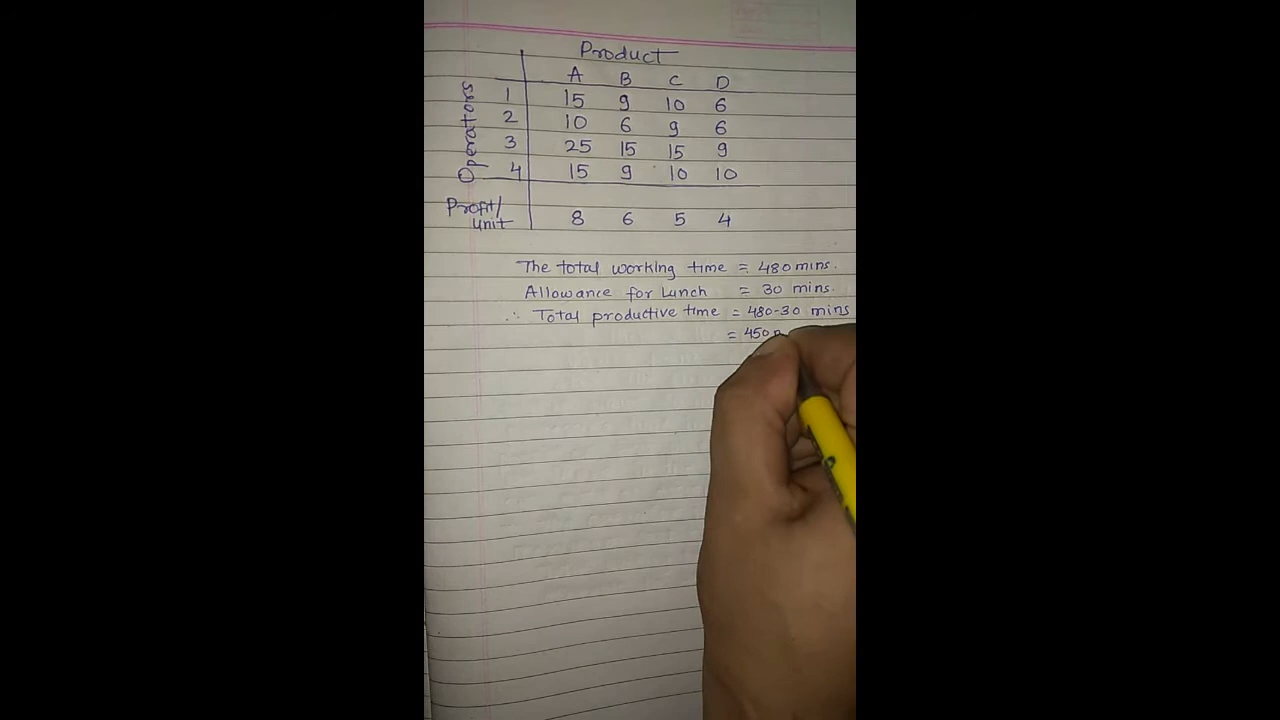 Product
A B C D
Operators
1 15 9 10 6
2 10 6 9 6
3 25 15 15 9
4 15 9 10 10
Profit/
unit 8 6 5 4
The total working time = 480 mins.
Allowance for Lunch = 30 mins.
∴ Total productive time = 480-30 mins
= 450